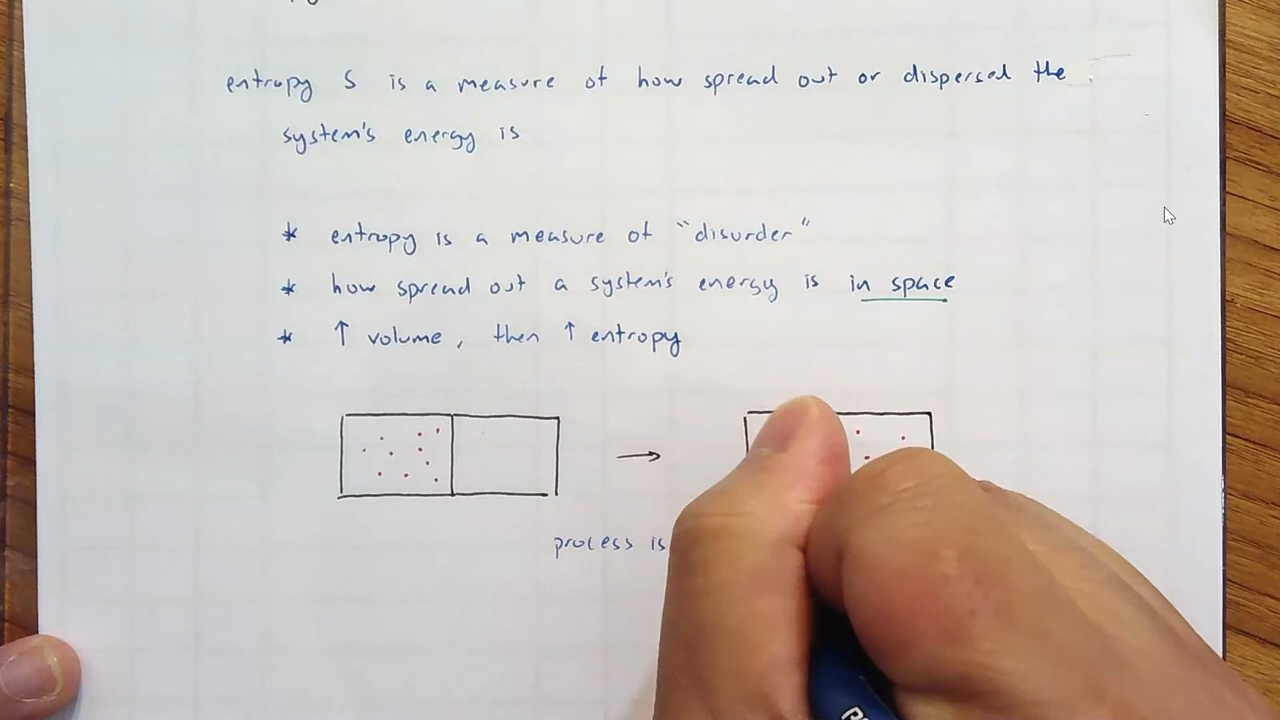 entropy S is a measure of how spread out or dispersed the
system's energy is
* entropy is a measure of "disorder"
* how spread out a system's energy is in space
* ↑ volume, then ↑ entropy
process is